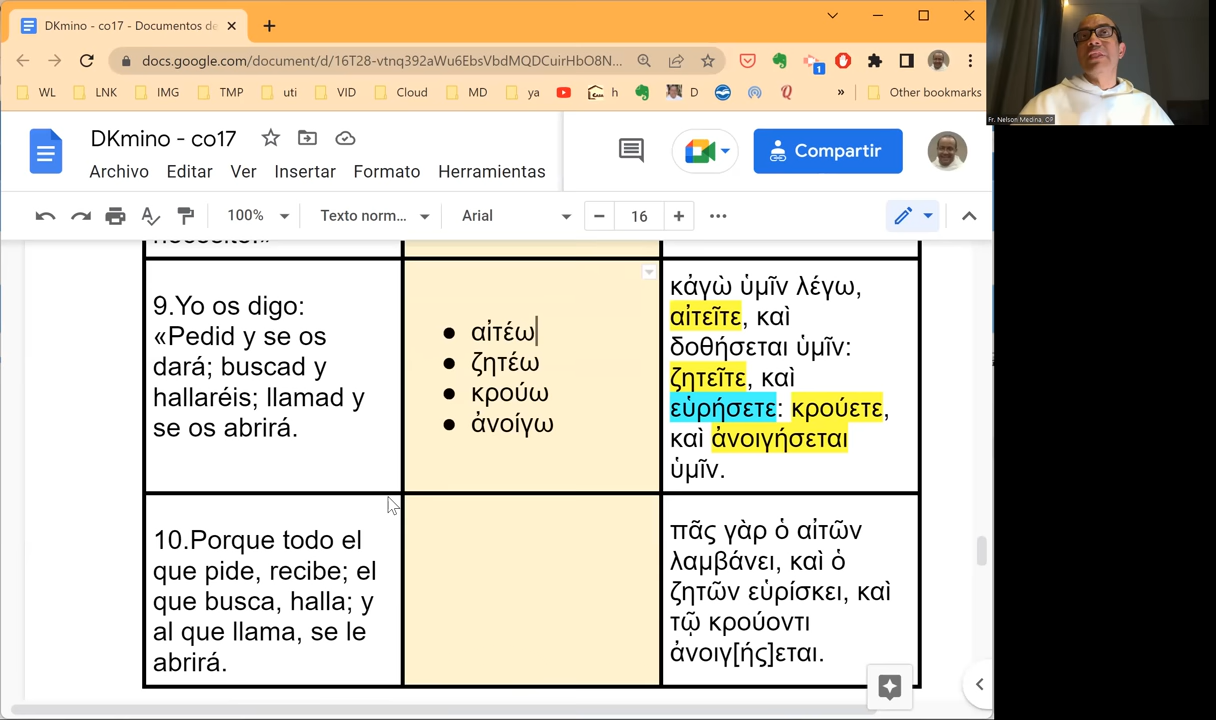 DKmino - co17 - Documentos de
docs.google.com/document/d/16T28-vtnq392aWu6EbsVbdMQDCuirHbO8N...
WL LNK IMG TMP uti VID Cloud MD ya h D » Other bookmarks
Fr. Nelson Medina, OP
DKmino - co17
Compartir
Archivo Editar Ver Insertar Formato Herramientas
100% Texto norm... Arial 16
9.Yo os digo:
«Pedid y se os
dará; buscad y
hallaréis; llamad y
se os abrirá.
● αἰτέω
● ζητέω
● κρούω
● ἀνοίγω
κἀγὼ ὑμῖν λέγω,
αἰτεῖτε, καὶ
δοθήσεται ὑμῖν:
ζητεῖτε, καὶ
εὑρήσετε: κρούετε,
καὶ ἀνοιγήσεται
ὑμῖν.
10.Porque todo el
que pide, recibe; el
que busca, halla; y
al que llama, se le
abrirá.
πᾶς γὰρ ὁ αἰτῶν
λαμβάνει, καὶ ὁ
ζητῶν εὑρίσκει, καὶ
τῷ κρούοντι
ἀνοιγ[ής]εται.